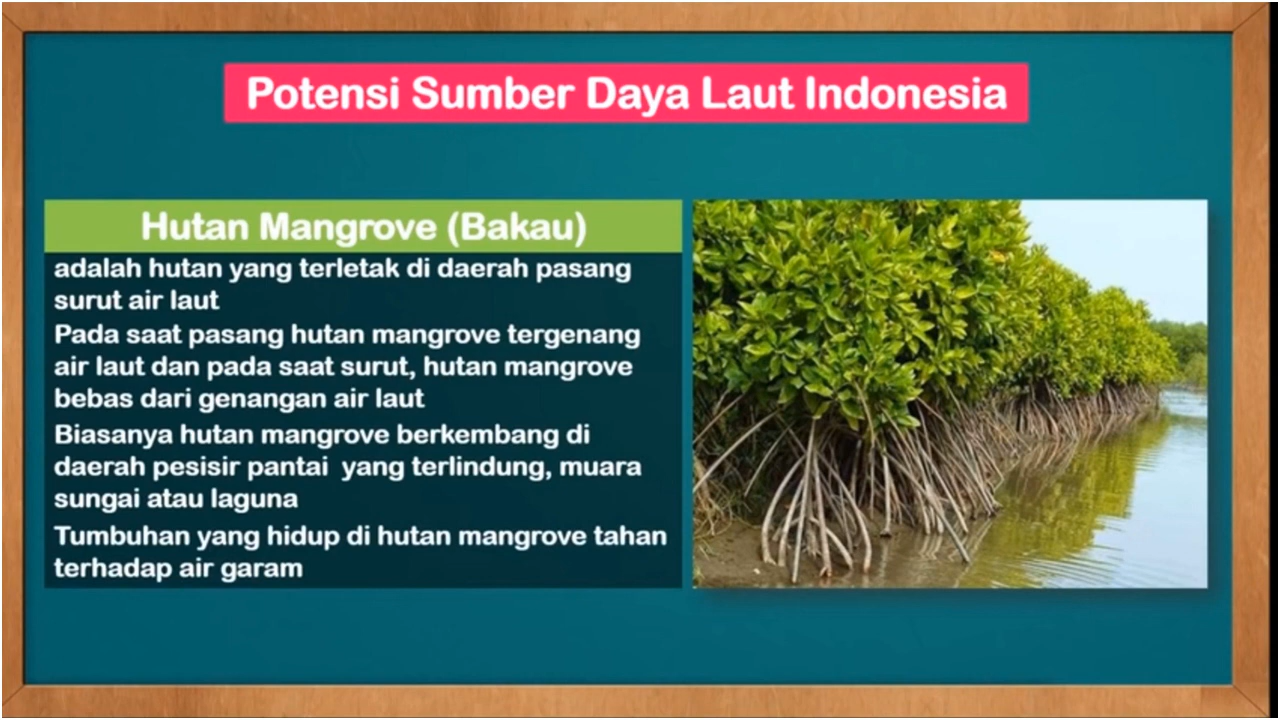 Potensi Sumber Daya Laut Indonesia
Hutan Mangrove (Bakau)
adalah hutan yang terletak di daerah pasang
surut air laut
Pada saat pasang hutan mangrove tergenang
air laut dan pada saat surut, hutan mangrove
bebas dari genangan air laut
Biasanya hutan mangrove berkembang di
daerah pesisir pantai  yang terlindung, muara
sungai atau laguna
Tumbuhan yang hidup di hutan mangrove tahan
terhadap air garam